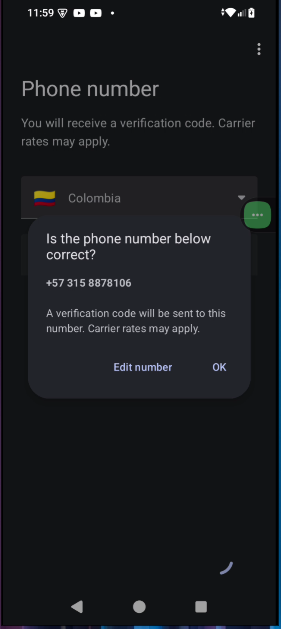 11:59
Phone number
You will receive a verification code. Carrier
rates may apply.
Colombia
Is the phone number below
correct?
+57 315 8878106
A verification code will be sent to this
number. Carrier rates may apply.
Edit number OK